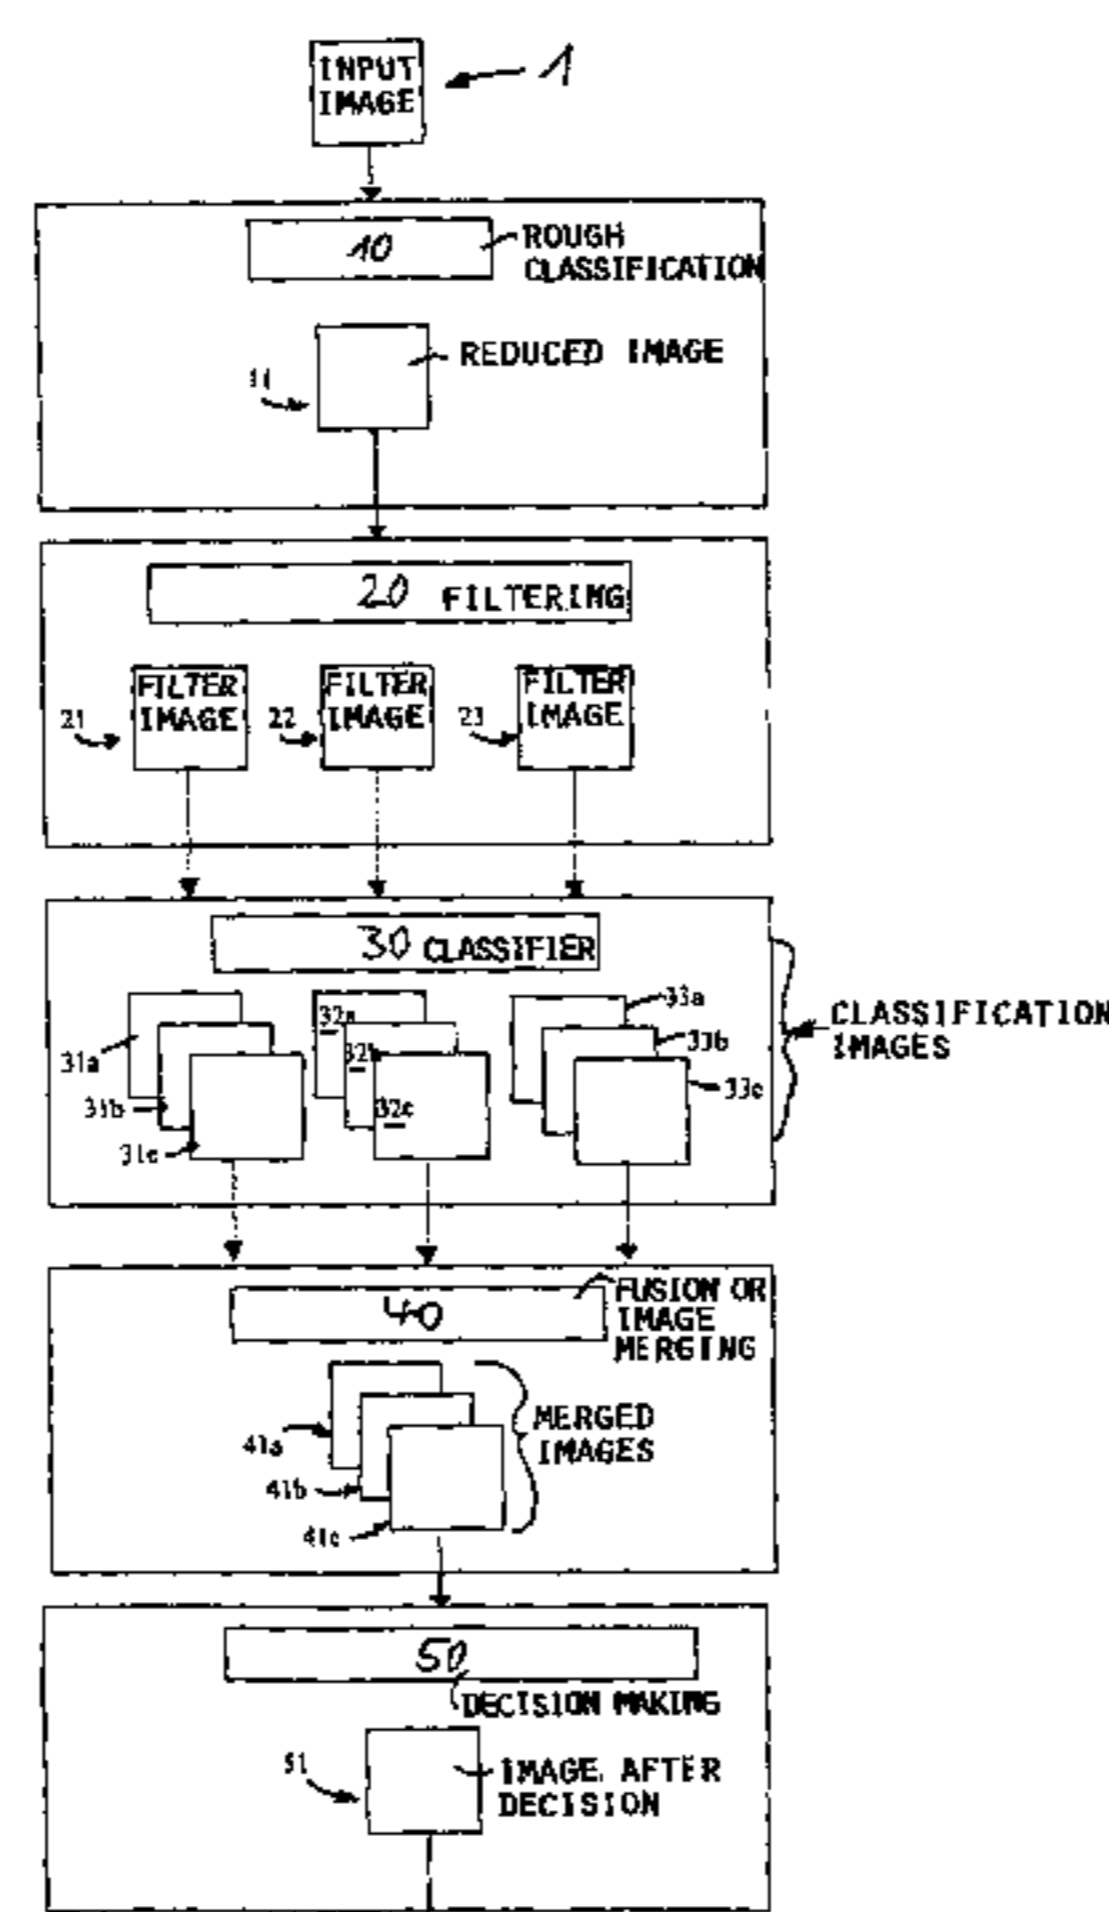 INPUT
IMAGE
1
10
ROUGH
CLASSIFICATION
REDUCED IMAGE
11
20 FILTERING
FILTER
IMAGE
21
FILTER
IMAGE
22
FILTER
IMAGE
23
30 CLASSIFIER
CLASSIFICATION
IMAGES
31a
31b
31c
32a
32b
32c
33a
33b
33c
40
FUSION OR
IMAGE
MERGING
MERGED
IMAGES
41a
41b
41c
50
DECISION MAKING
51
IMAGE AFTER
DECISION